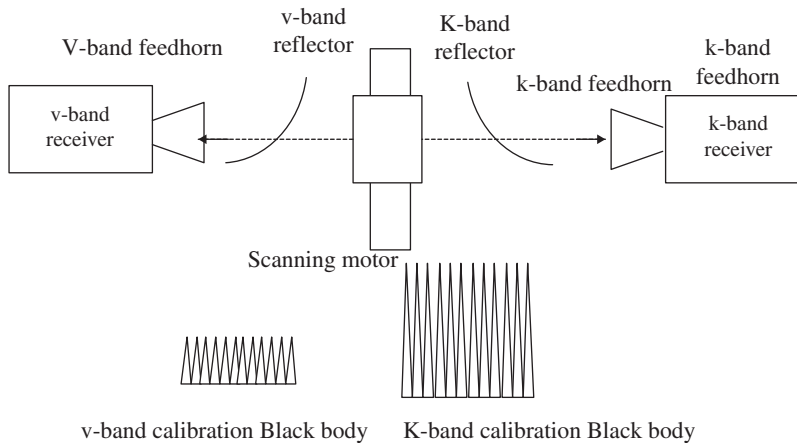 V-band feedhorn
v-band
reflector
K-band
reflector
k-band feedhorn
k-band
feedhorn
v-band
receiver
k-band
receiver
Scanning motor
v-band calibration Black body
K-band calibration Black body